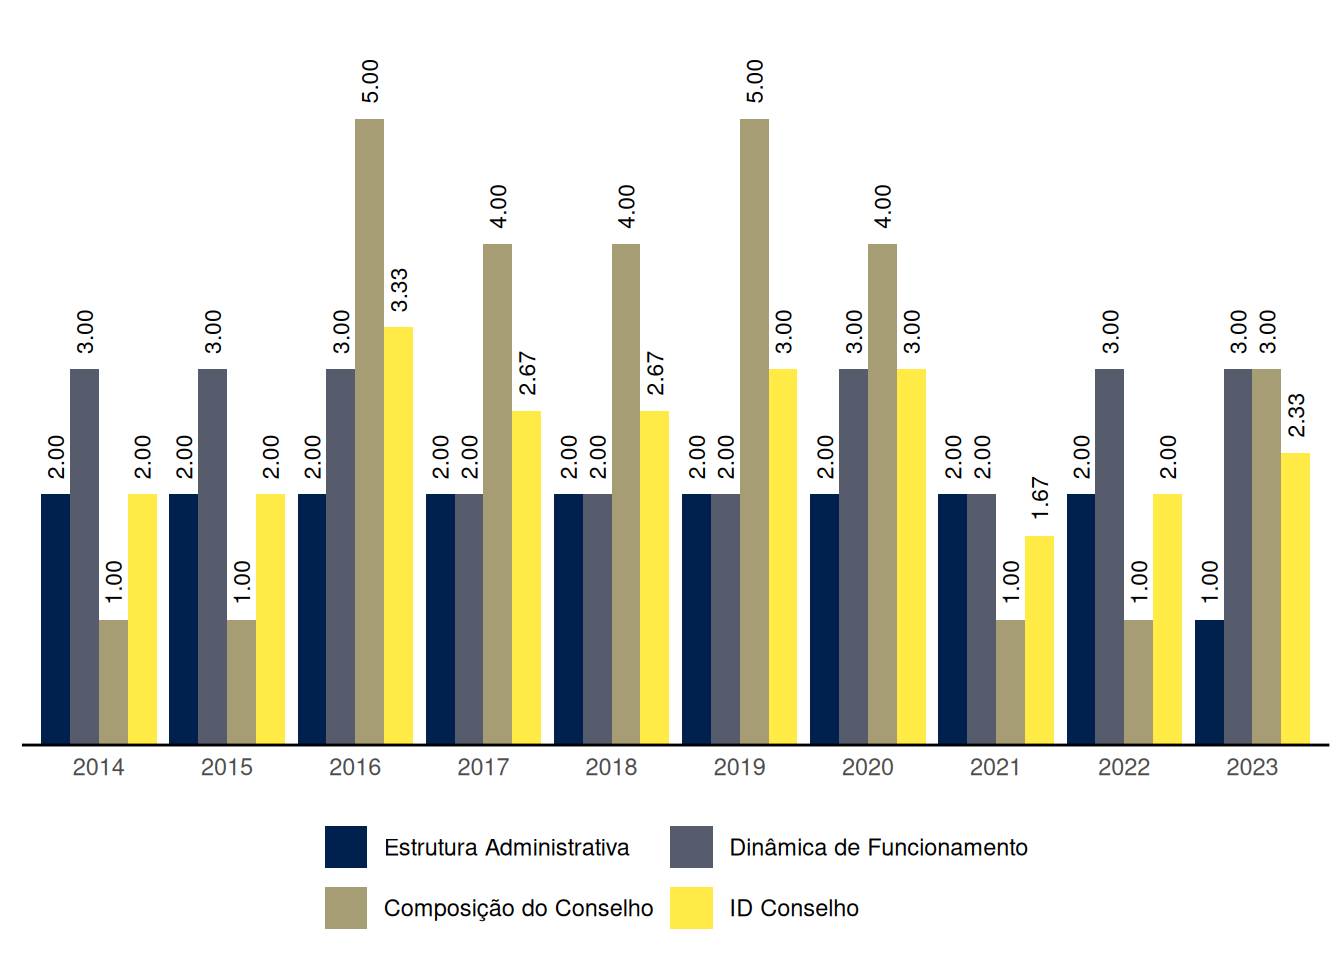 2.00 3.00 1.00 2.00
2.00 3.00 1.00 2.00
2.00 3.00 5.00 3.33
2.00 2.00 4.00 2.67
2.00 2.00 4.00 2.67
2.00 2.00 5.00 3.00
2.00 3.00 4.00 3.00
2.00 2.00 1.00 1.67
2.00 3.00 1.00 2.00
1.00 3.00 3.00 2.33
2014 2015 2016 2017 2018 2019 2020 2021 2022 2023
Estrutura Administrativa Dinâmica de Funcionamento
Composição do Conselho ID Conselho